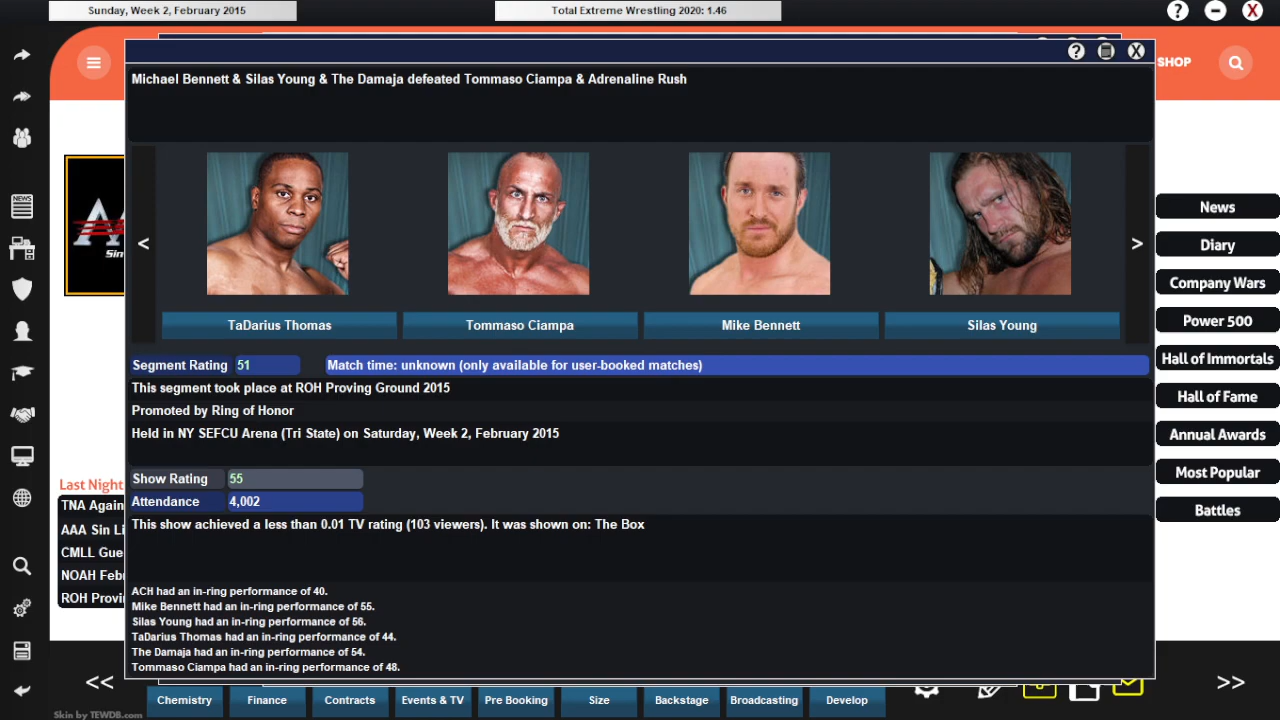 Sunday, Week 2, February 2015
Total Extreme Wrestling 2020: 1.46
SHOP
Michael Bennett & Silas Young & The Damaja defeated Tommaso Ciampa & Adrenaline Rush
TaDarius Thomas
Tommaso Ciampa
Mike Bennett
Silas Young
Segment Rating 51
Match time: unknown (only available for user-booked matches)
This segment took place at ROH Proving Ground 2015
Promoted by Ring of Honor
Held in NY SEFCU Arena (Tri State) on Saturday, Week 2, February 2015
Show Rating 55
Attendance 4,002
This show achieved a less than 0.01 TV rating (103 viewers). It was shown on: The Box
ACH had an in-ring performance of 40.
Mike Bennett had an in-ring performance of 55.
Silas Young had an in-ring performance of 56.
TaDarius Thomas had an in-ring performance of 44.
The Damaja had an in-ring performance of 54.
Tommaso Ciampa had an in-ring performance of 48.
NEWS
Last Night
TNA Again
AAA Sin Li
CMLL Gue
NOAH Febr
ROH Provi
News
Diary
Company Wars
Power 500
Hall of Immortals
Hall of Fame
Annual Awards
Most Popular
Battles
<<
Chemistry
Finance
Contracts
Events & TV
Pre Booking
Size
Backstage
Broadcasting
Develop
>>
Skin by TEWDB.com